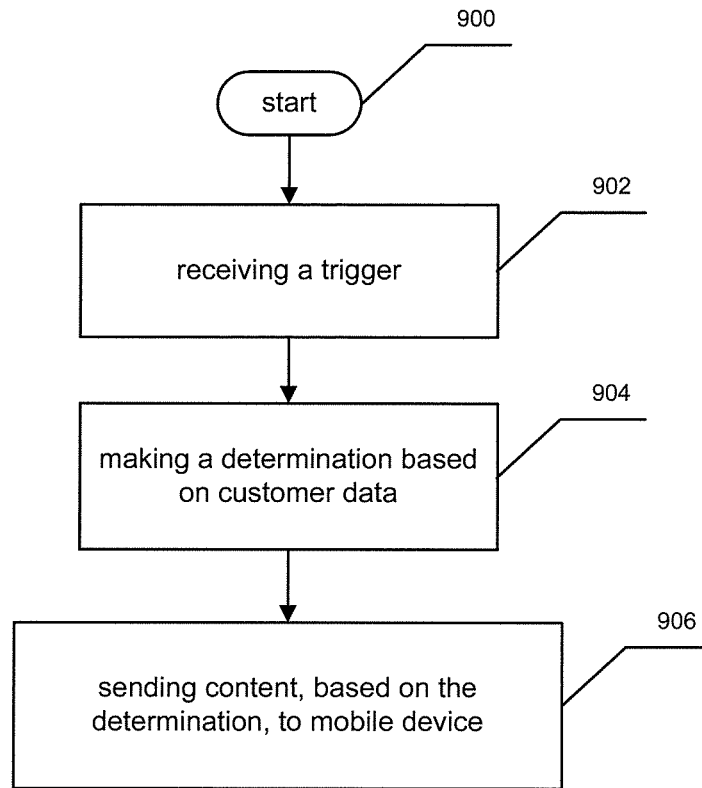 900
start
902
receiving a trigger
904
making a determination based
on customer data
906
sending content, based on the
determination, to mobile device